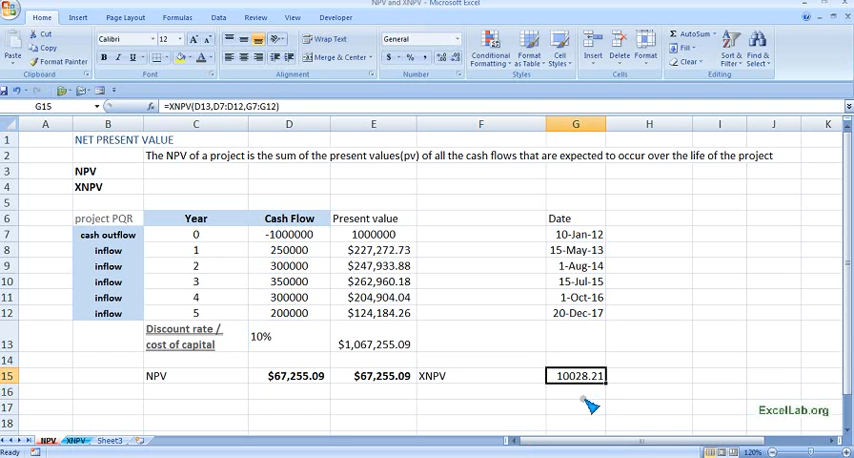 NPV and XNPV - Microsoft Excel
Home Insert Page Layout Formulas Data Review View Developer
Cut Calibri 12 Wrap Text General AutoSum
Copy Fill
Paste Format Painter Merge & Center Conditional Formatting Format as Table Cell Styles Insert Delete Format Clear Sort & Filter Find & Select
Clipboard Font Alignment Number Styles Cells Editing
G15 =XNPV(D13,D7:D12,G7:G12)
A B C D E F G H I J K
1 NET PRESENT VALUE
2 The NPV of a project is the sum of the present values(pv) of all the cash flows that are expected to occur over the life of the project
3 NPV
4 XNPV
5
6 project PQR Year Cash Flow Present value Date
7 cash outflow 0 -1000000 1000000 10-Jan-12
8 inflow 1 250000 $227,272.73 15-May-13
9 inflow 2 300000 $247,933.88 1-Aug-14
10 inflow 3 350000 $262,960.18 15-Jul-15
11 inflow 4 300000 $204,904.04 1-Oct-16
12 inflow 5 200000 $124,184.26 20-Dec-17
Discount rate /
13 cost of capital 10% $1,067,255.09
14
15 NPV $67,255.09 $67,255.09 XNPV 10028.21
16
17 ExcelLab.org
18
NPV XNPV Sheet3
Ready 120%